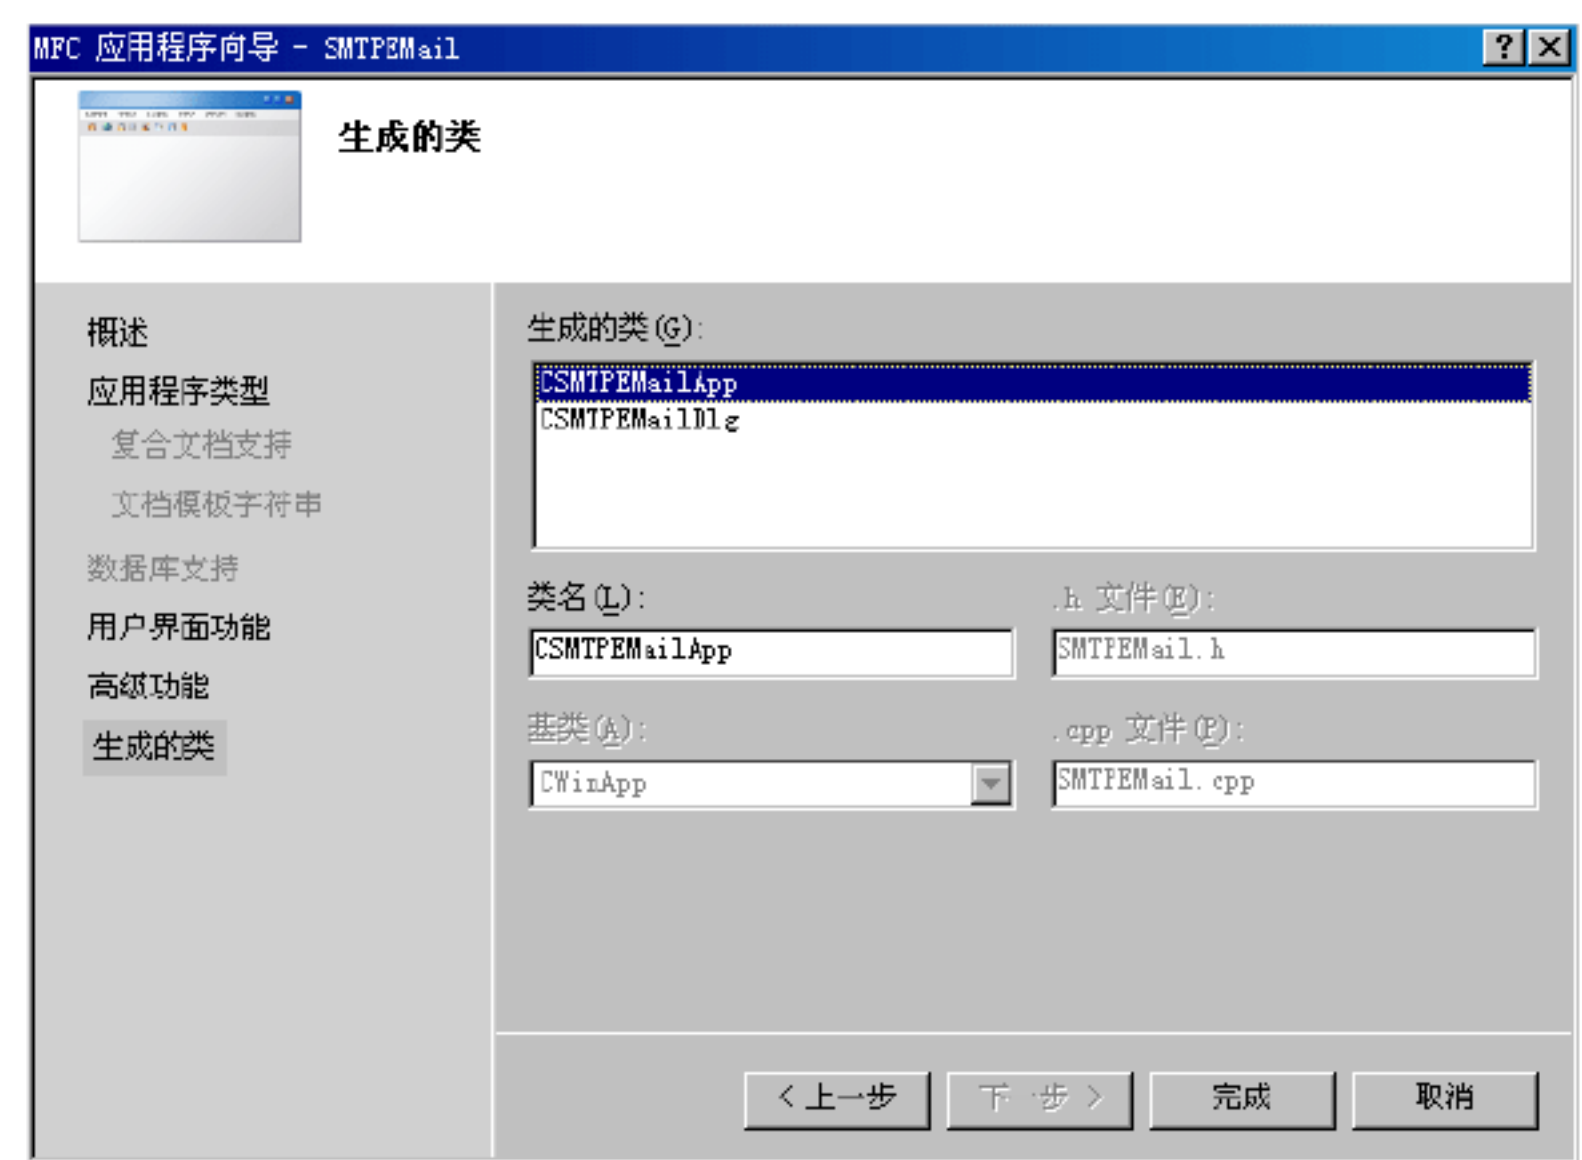 MFC 应用程序向导 - SMTPEMail
生成的类
概述
应用程序类型
复合文档支持
文档模板字符串
数据库支持
用户界面功能
高级功能
生成的类
生成的类(G):
CSMTPEMailApp
CSMTPEMailDlg
类名(L):
.h 文件(E):
CSMTPEMailApp
SMTPEMail.h
基类(A):
.cpp 文件(P):
CWinApp
SMTPEMail.cpp
< 上一步
下一步 >
完成
取消